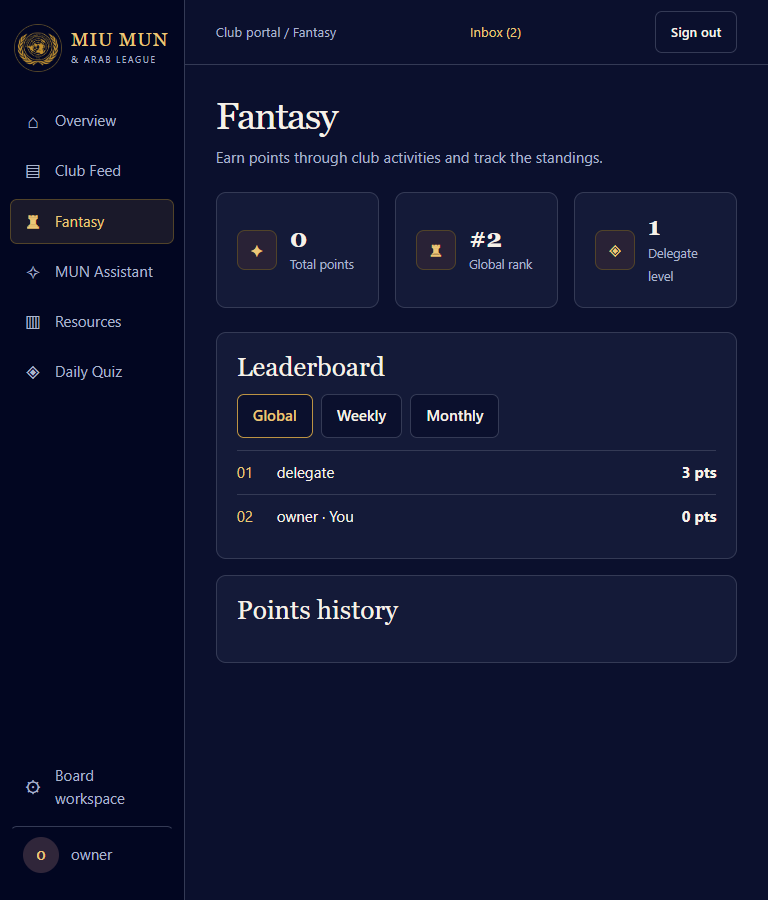 MIU MUN
& ARAB LEAGUE
Overview
Club Feed
Fantasy
MUN Assistant
Resources
Daily Quiz
Board
workspace
O
owner
Club portal / Fantasy
Inbox (2)
Sign out
Fantasy
Earn points through club activities and track the standings.
0
Total points
#2
Global rank
1
Delegate
level
Leaderboard
Global
Weekly
Monthly
01 delegate 3 pts
02 owner · You 0 pts
Points history